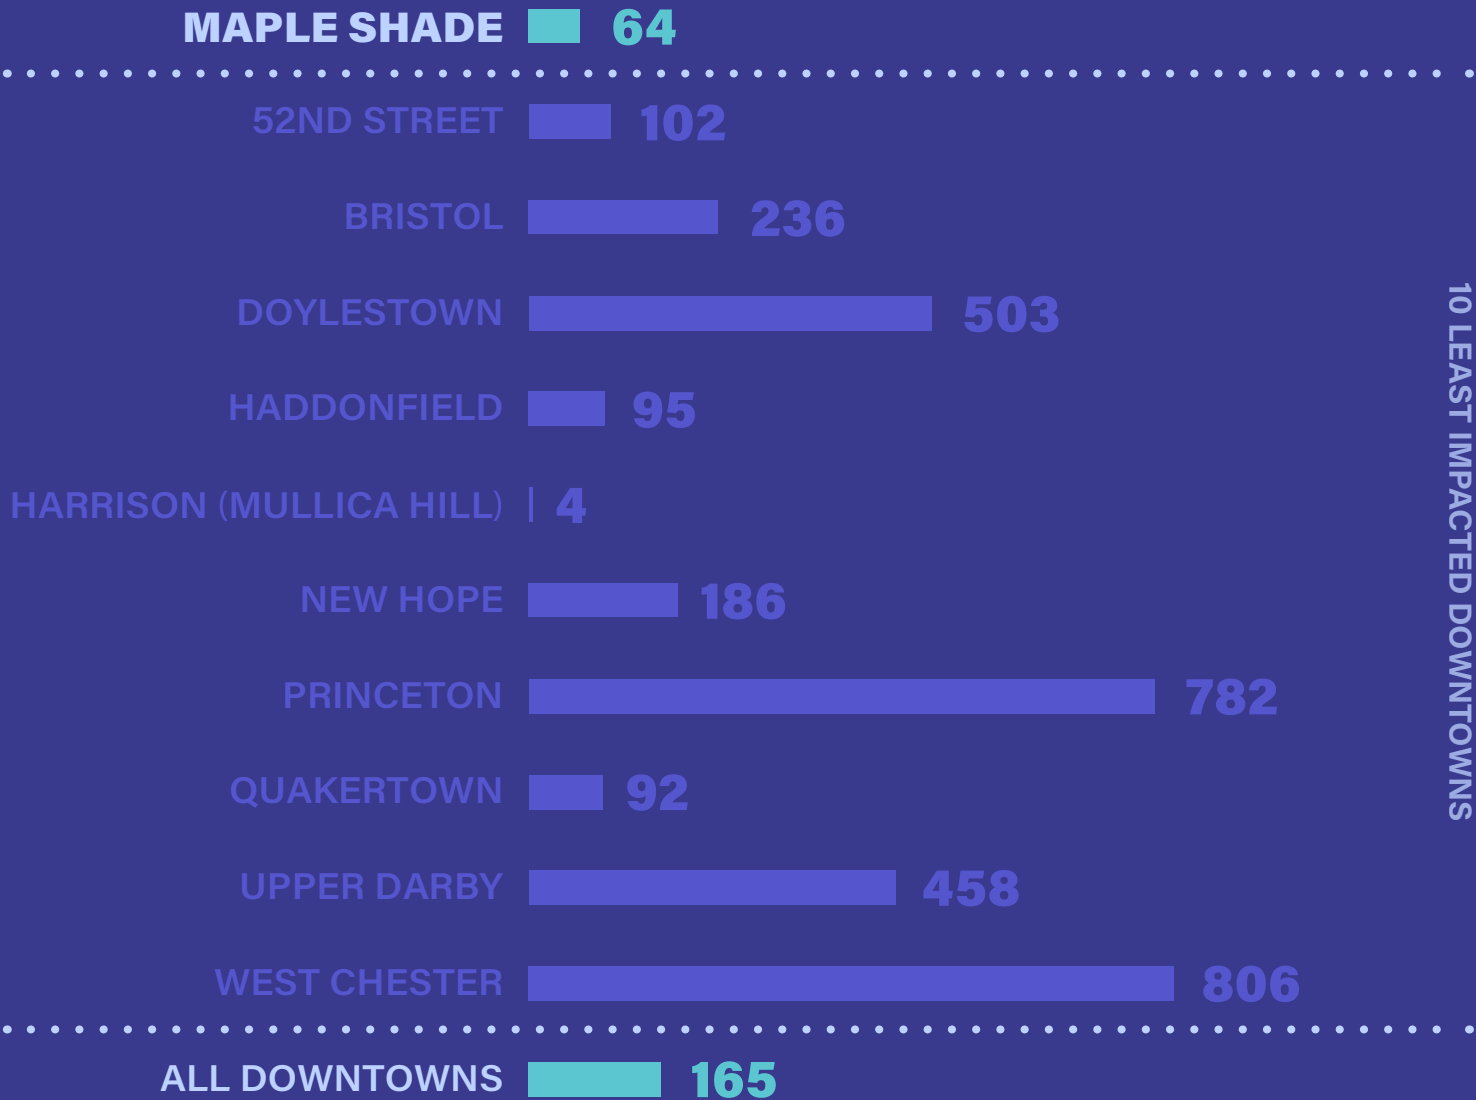 MAPLE SHADE 64
52ND STREET 102
BRISTOL 236
DOYLESTOWN 503
HADDONFIELD 95
HARRISON (MULLICA HILL) 4
NEW HOPE 186
PRINCETON 782
QUAKERTOWN 92
UPPER DARBY 458
WEST CHESTER 806
ALL DOWNTOWNS 165
10 LEAST IMPACTED DOWNTOWNS